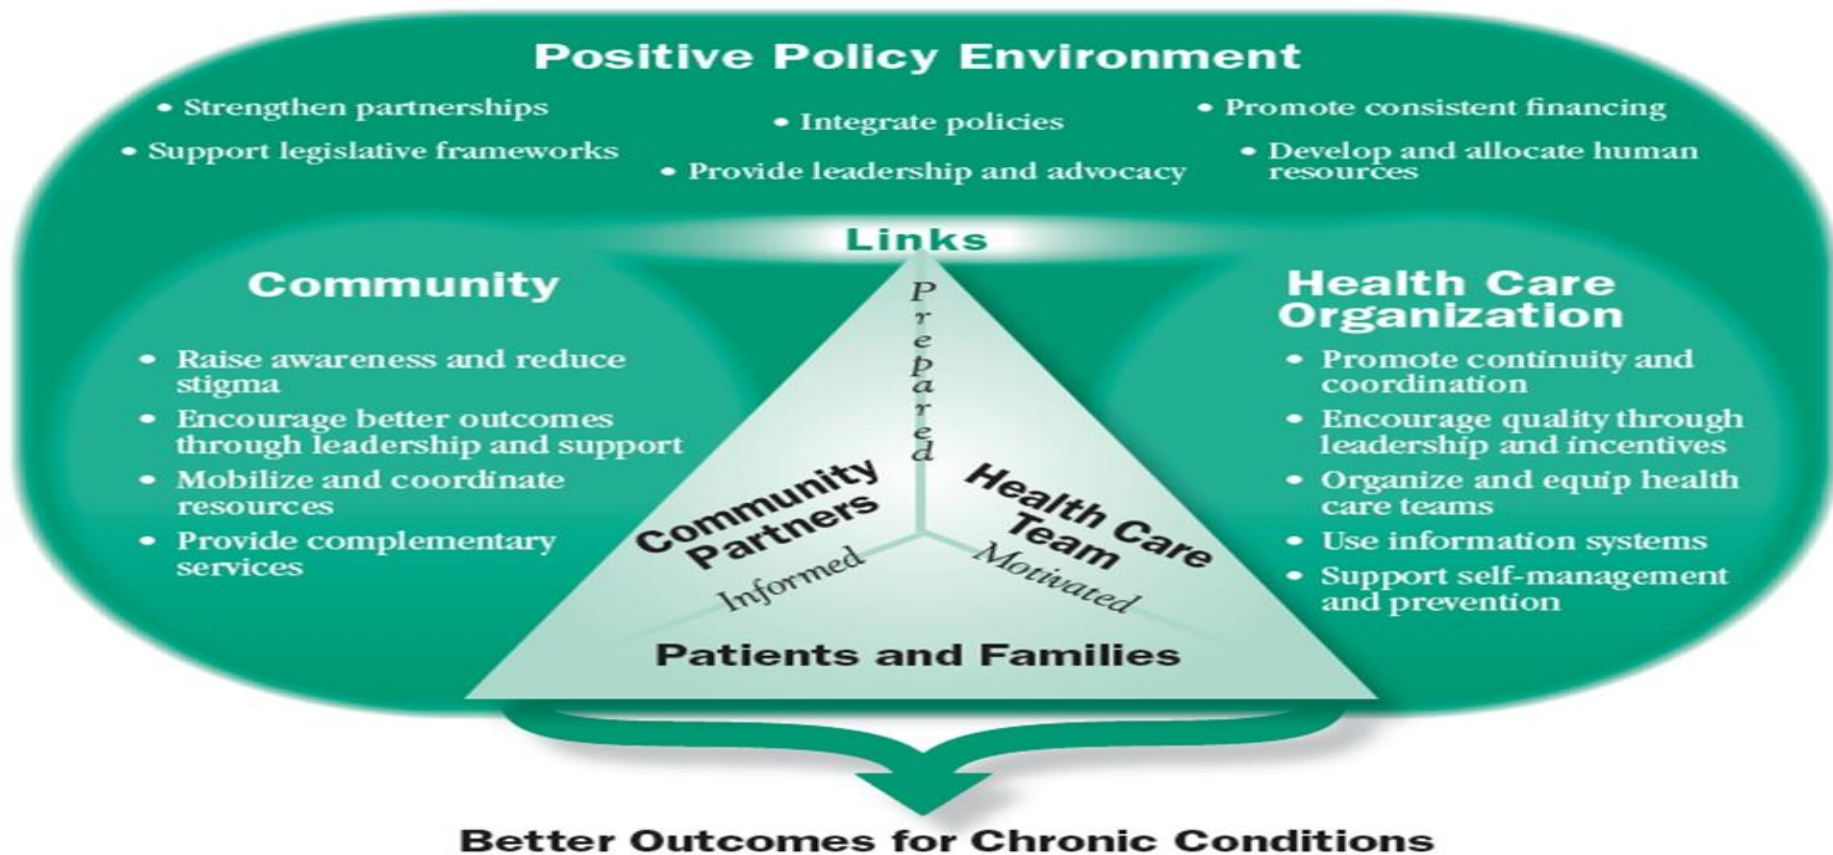 Positive Policy Environment
• Strengthen partnerships
• Support legislative frameworks
• Integrate policies
• Provide leadership and advocacy
• Promote consistent financing
• Develop and allocate human
resources
Links
Community
• Raise awareness and reduce
stigma
• Encourage better outcomes
through leadership and support
• Mobilize and coordinate
resources
• Provide complementary
services
Prepared
Community
Partners
Informed
Health Care
Team
Motivated
Patients and Families
Health Care
Organization
• Promote continuity and
coordination
• Encourage quality through
leadership and incentives
• Organize and equip health
care teams
• Use information systems
• Support self-management
and prevention
Better Outcomes for Chronic Conditions